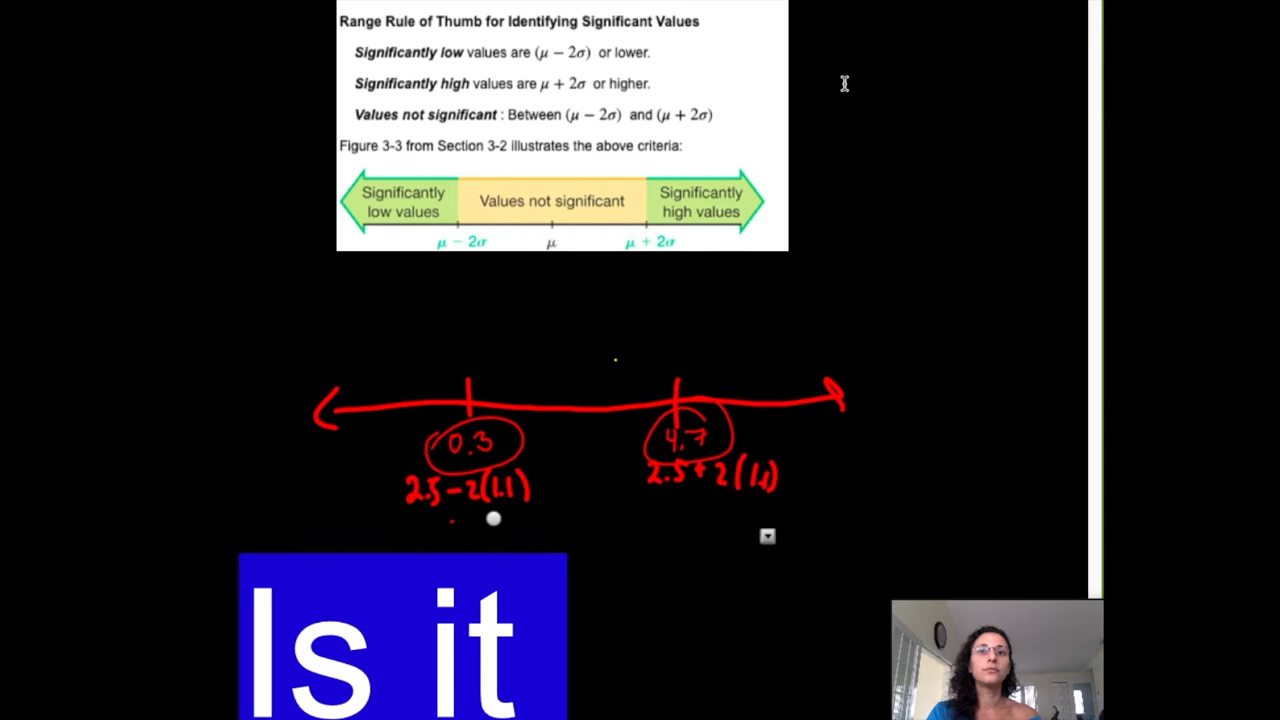 Range Rule of Thumb for Identifying Significant Values
Significantly low values are (μ − 2σ) or lower.
Significantly high values are μ + 2σ or higher.
Values not significant : Between (μ − 2σ) and (μ + 2σ)
Figure 3-3 from Section 3-2 illustrates the above criteria:
Significantly low values
Values not significant
Significantly high values
μ − 2σ μ μ + 2σ
0.3 4.7
2.5 − 2(1.1) 2.5 + 2(1.1)
Is it